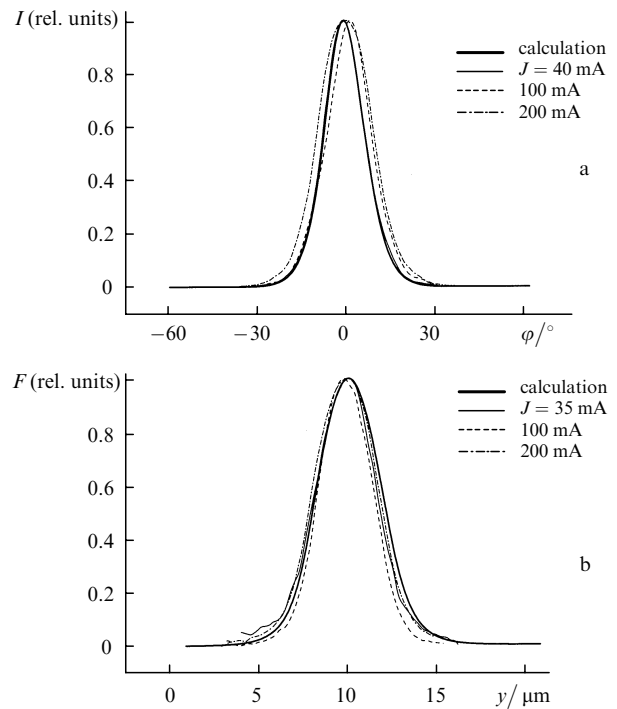 I (rel. units)
calculation
J = 40 mA
100 mA
200 mA
0.8
0.6
0.4
0.2
0
a
−60
−30
0
30
φ/°
F (rel. units)
calculation
J = 35 mA
100 mA
200 mA
0.8
0.6
0.4
0.2
0
b
0
5
10
15
y/ μm